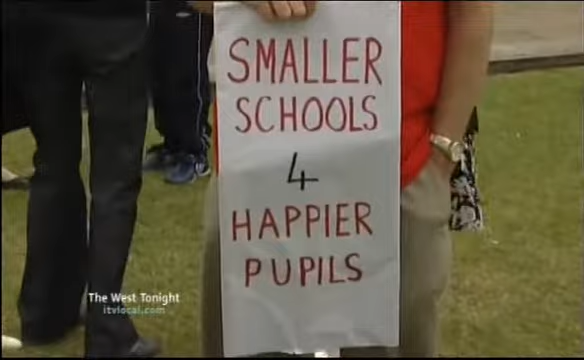 SMALLER
SCHOOLS
4
HAPPIER
PUPILS
The West Tonight
itvlocal.com